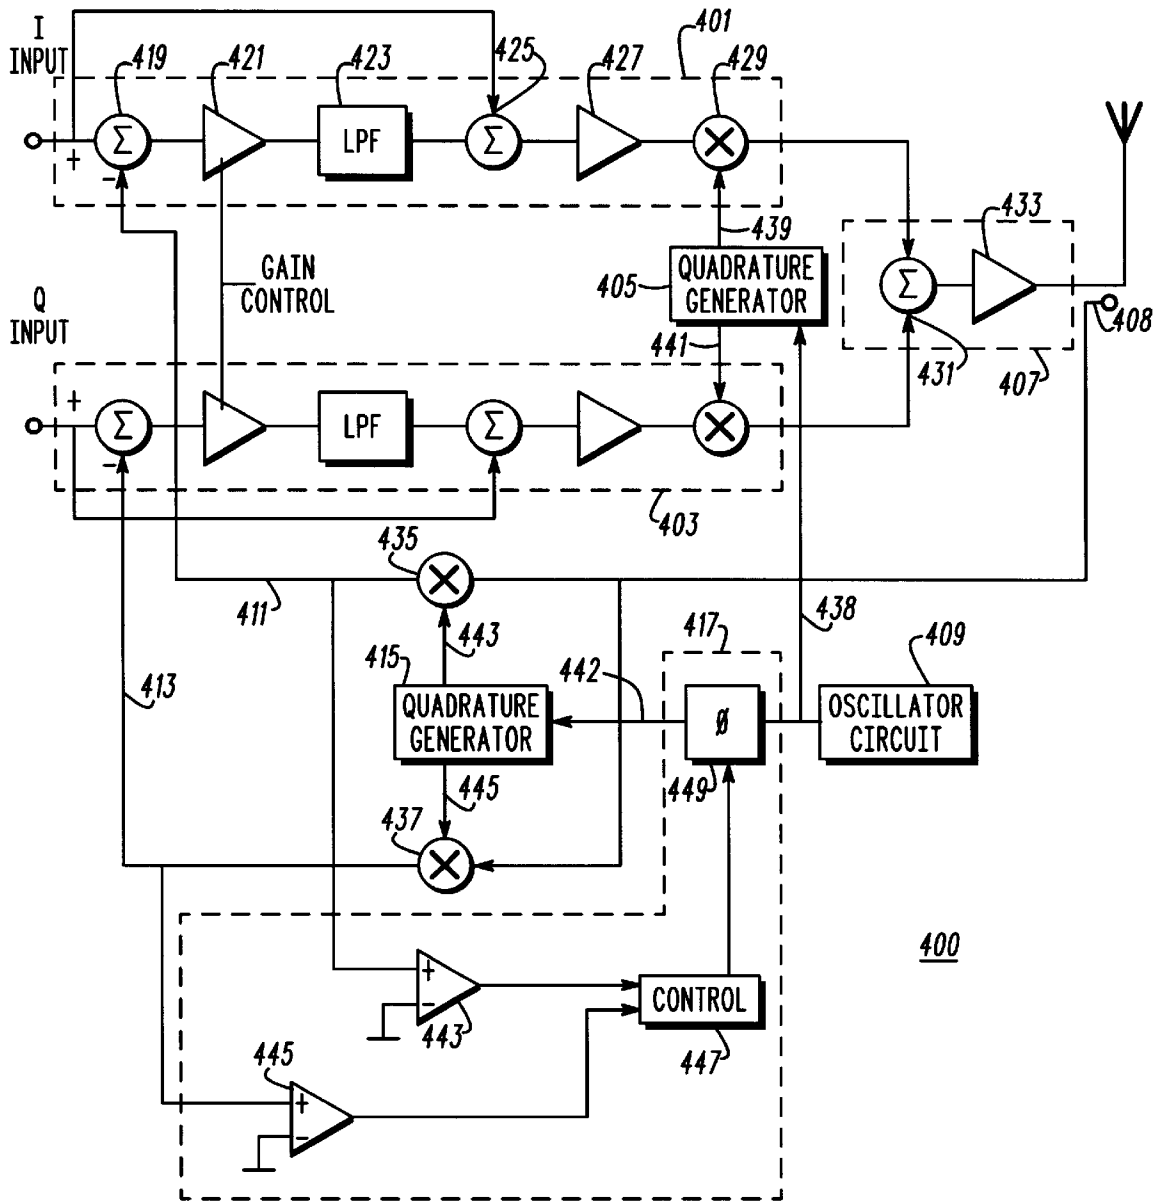 I
INPUT
419
421
423
425
427
401
429
Σ
LPF
Σ
+
−
439
433
GAIN
CONTROL
QUADRATURE
GENERATOR
405
Σ
408
Q
INPUT
441
431
407
+
Σ
LPF
Σ
−
403
435
411
443
438
417
409
413
415
442
QUADRATURE
GENERATOR
Ø
OSCILLATOR
CIRCUIT
445
449
437
400
+
−
443
CONTROL
447
445
+
−